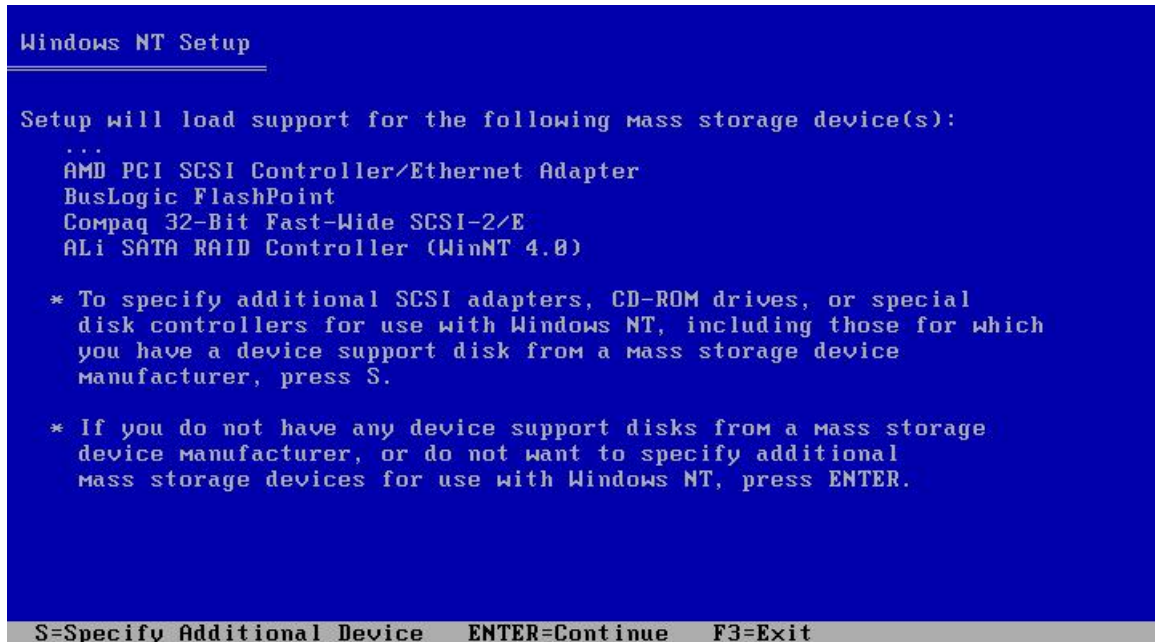 Windows NT Setup
Setup will load support for the following mass storage device(s):
...
AMD PCI SCSI Controller/Ethernet Adapter
BusLogic FlashPoint
Compaq 32-Bit Fast-Wide SCSI-2/E
ALi SATA RAID Controller (WinNT 4.0)
* To specify additional SCSI adapters, CD-ROM drives, or special
disk controllers for use with Windows NT, including those for which
you have a device support disk from a mass storage device
manufacturer, press S.
* If you do not have any device support disks from a mass storage
device manufacturer, or do not want to specify additional
mass storage devices for use with Windows NT, press ENTER.
S=Specify Additional Device ENTER=Continue F3=Exit